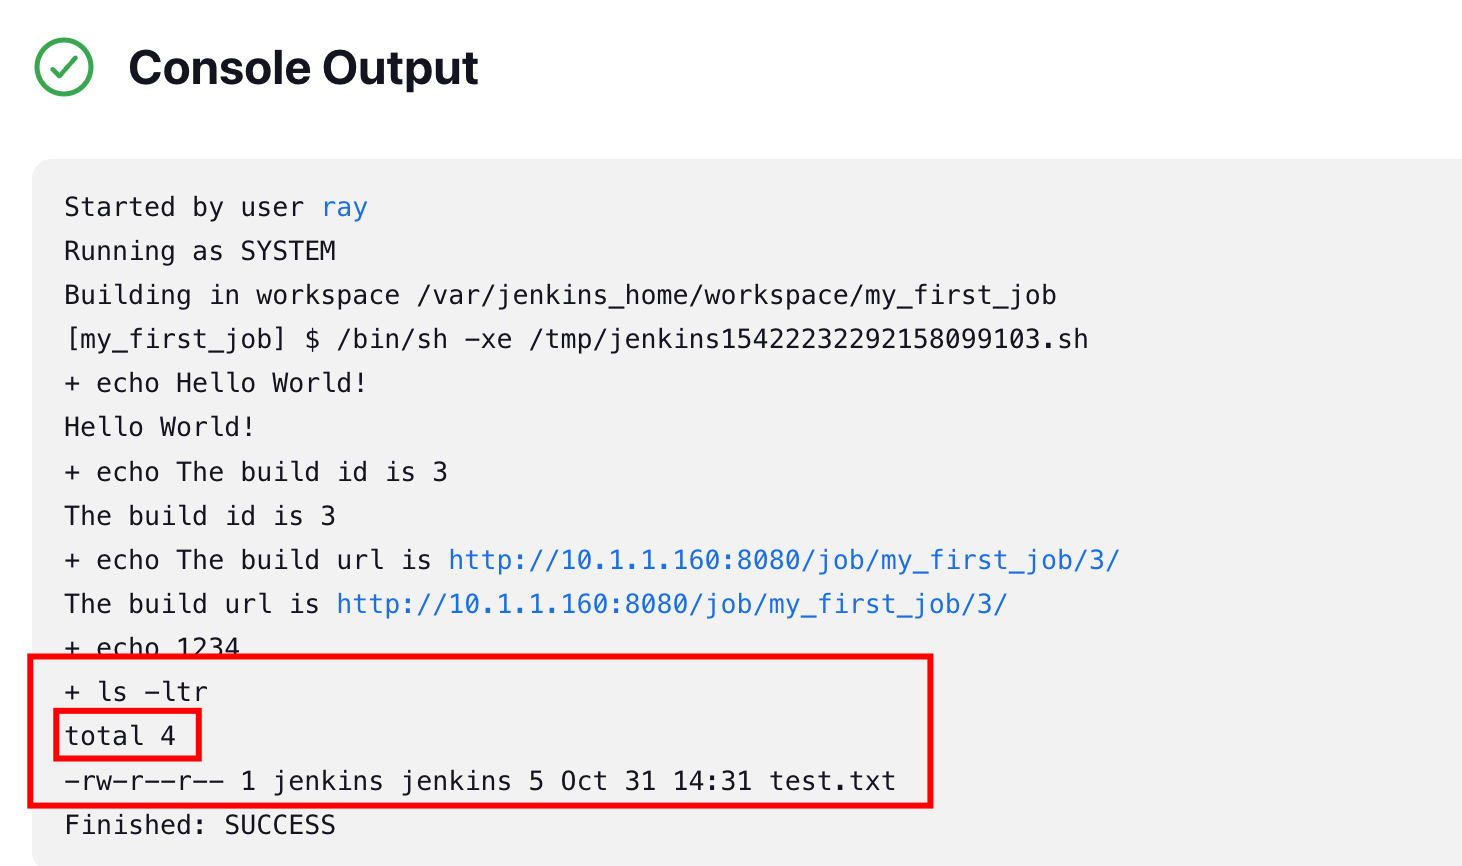 Console Output
Started by user ray
Running as SYSTEM
Building in workspace /var/jenkins_home/workspace/my_first_job
[my_first_job] $ /bin/sh -xe /tmp/jenkins15422232292158099103.sh
+ echo Hello World!
Hello World!
+ echo The build id is 3
The build id is 3
+ echo The build url is http://10.1.1.160:8080/job/my_first_job/3/
The build url is http://10.1.1.160:8080/job/my_first_job/3/
+ echo 1234
+ ls -ltr
total 4
-rw-r--r-- 1 jenkins jenkins 5 Oct 31 14:31 test.txt
Finished: SUCCESS